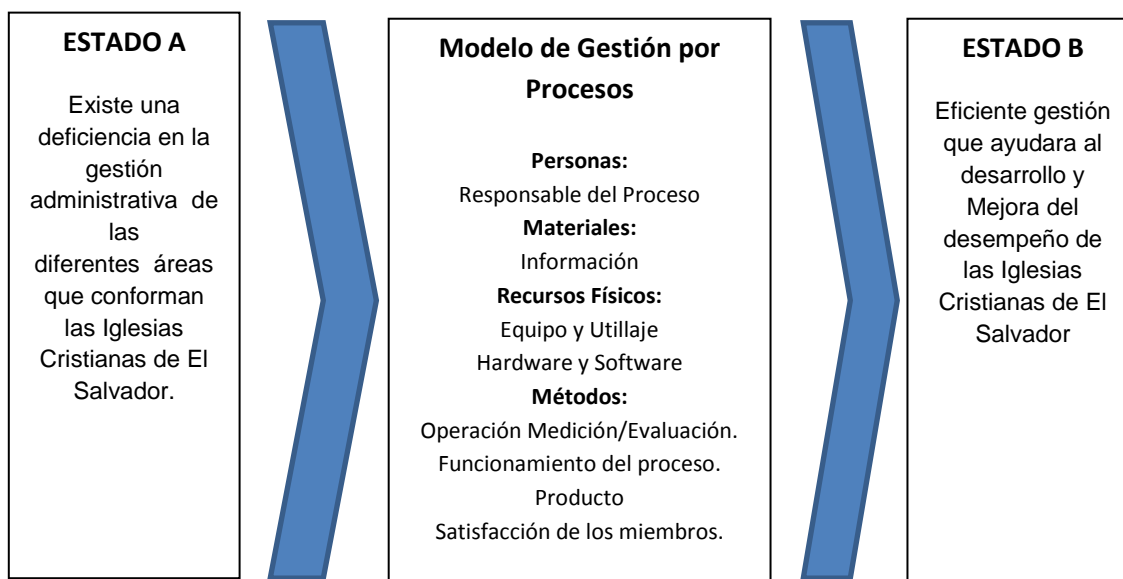 ESTADO A
Existe una
deficiencia en la
gestión
administrativa de
las
diferentes áreas
que conforman
las Iglesias
Cristianas de El
Salvador.
Modelo de Gestión por
Procesos
Personas:
Responsable del Proceso
Materiales:
Información
Recursos Físicos:
Equipo y Utillaje
Hardware y Software
Métodos:
Operación Medición/Evaluación.
Funcionamiento del proceso.
Producto
Satisfacción de los miembros.
ESTADO B
Eficiente gestión
que ayudara al
desarrollo y
Mejora del
desempeño de
las Iglesias
Cristianas de El
Salvador